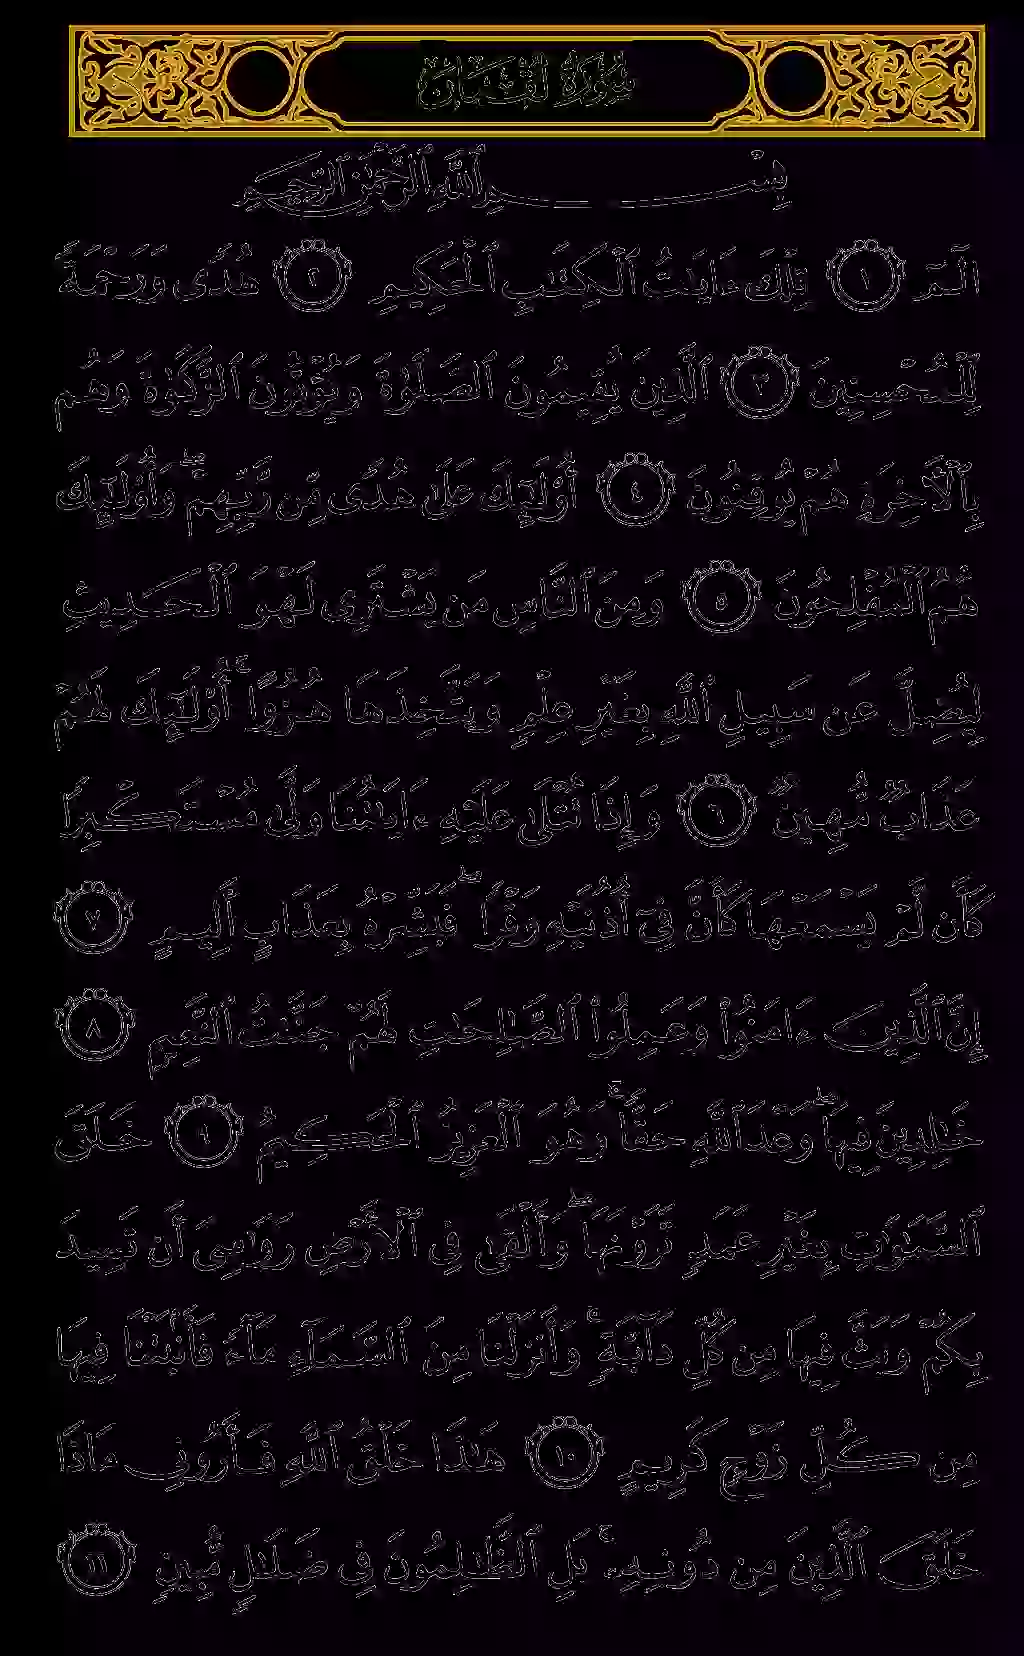 سُورَةُ لُقْمَان
بِسْمِ ٱللَّهِ ٱلرَّحْمَٰنِ ٱلرَّحِيمِ
الٓمٓ ١ تِلْكَ ءَايَٰتُ ٱلْكِتَٰبِ ٱلْحَكِيمِ ٢ هُدًى وَرَحْمَةً
لِّلْمُحْسِنِينَ ٣ ٱلَّذِينَ يُقِيمُونَ ٱلصَّلَوٰةَ وَيُؤْتُونَ ٱلزَّكَوٰةَ وَهُم
بِٱلْأٓخِرَةِ هُمْ يُوقِنُونَ ٤ أُوْلَٰٓئِكَ عَلَىٰ هُدًى مِّن رَّبِّهِمْۖ وَأُوْلَٰٓئِكَ
هُمُ ٱلْمُفْلِحُونَ ٥ وَمِنَ ٱلنَّاسِ مَن يَشْتَرِى لَهْوَ ٱلْحَدِيثِ
لِيُضِلَّ عَن سَبِيلِ ٱللَّهِ بِغَيْرِ عِلْمٍ وَيَتَّخِذَهَا هُزُوًاۚ أُوْلَٰٓئِكَ لَهُمْ
عَذَابٌ مُّهِينٌ ٦ وَإِذَا تُتْلَىٰ عَلَيْهِ ءَايَٰتُنَا وَلَّىٰ مُسْتَكْبِرًا
كَأَن لَّمْ يَسْمَعْهَا كَأَنَّ فِىٓ أُذُنَيْهِ وَقْرًاۖ فَبَشِّرْهُ بِعَذَابٍ أَلِيمٍ ٧
إِنَّ ٱلَّذِينَ ءَامَنُوا۟ وَعَمِلُوا۟ ٱلصَّٰلِحَٰتِ لَهُمْ جَنَّٰتُ ٱلنَّعِيمِ ٨
خَٰلِدِينَ فِيهَاۖ وَعْدَ ٱللَّهِ حَقًّاۚ وَهُوَ ٱلْعَزِيزُ ٱلْحَكِيمُ ٩ خَلَقَ
ٱلسَّمَٰوَٰتِ بِغَيْرِ عَمَدٍ تَرَوْنَهَاۖ وَأَلْقَىٰ فِى ٱلْأَرْضِ رَوَٰسِىَ أَن تَمِيدَ
بِكُمْ وَبَثَّ فِيهَا مِن كُلِّ دَآبَّةٍۚ وَأَنزَلْنَا مِنَ ٱلسَّمَآءِ مَآءً فَأَنۢبَتْنَا فِيهَا
مِن كُلِّ زَوْجٍ كَرِيمٍ ١٠ هَٰذَا خَلْقُ ٱللَّهِ فَأَرُونِى مَاذَا
خَلَقَ ٱلَّذِينَ مِن دُونِهِۦۚ بَلِ ٱلظَّٰلِمُونَ فِى ضَلَٰلٍ مُّبِينٍ ١١